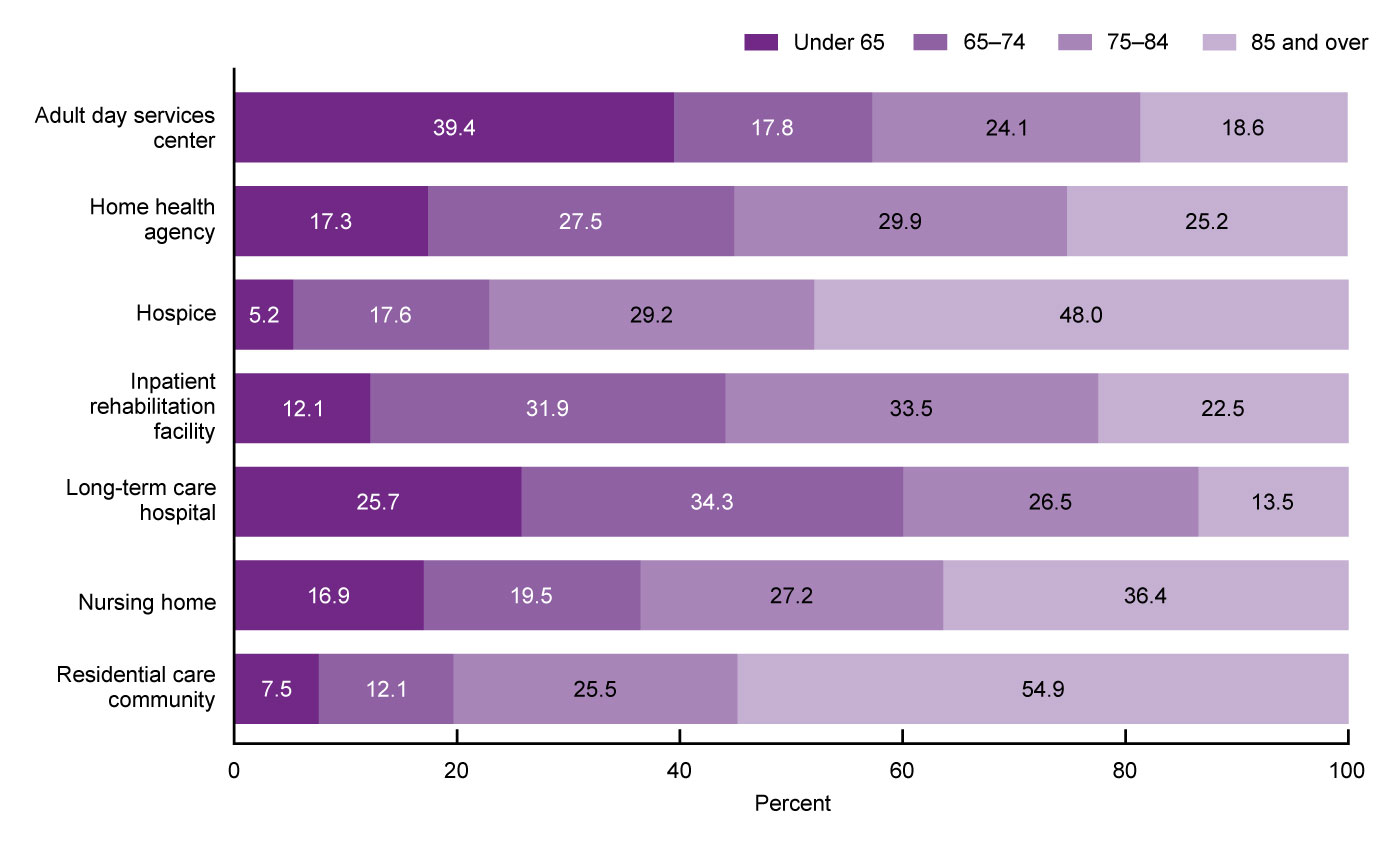 Under 65 65–74 75–84 85 and over
Adult day services
center
39.4 17.8 24.1 18.6
Home health
agency
17.3 27.5 29.9 25.2
Hospice
5.2 17.6 29.2 48.0
Inpatient
rehabilitation
facility
12.1 31.9 33.5 22.5
Long-term care
hospital
25.7 34.3 26.5 13.5
Nursing home
16.9 19.5 27.2 36.4
Residential care
community
7.5 12.1 25.5 54.9
0 20 40 60 80 100
Percent